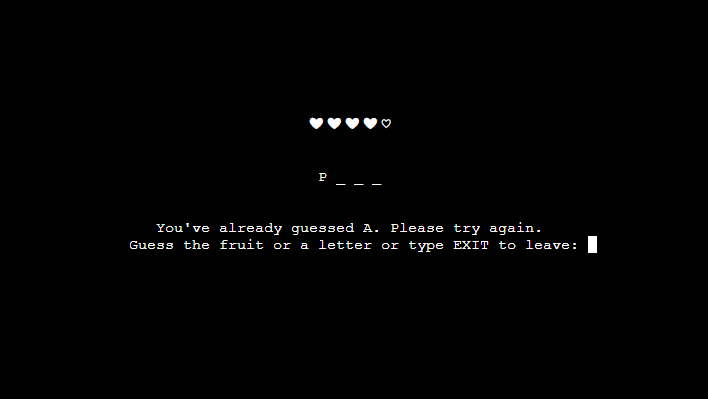 ♥♥♥♥♡
P _ _ _
You've already guessed A. Please try again.
Guess the fruit or a letter or type EXIT to leave: